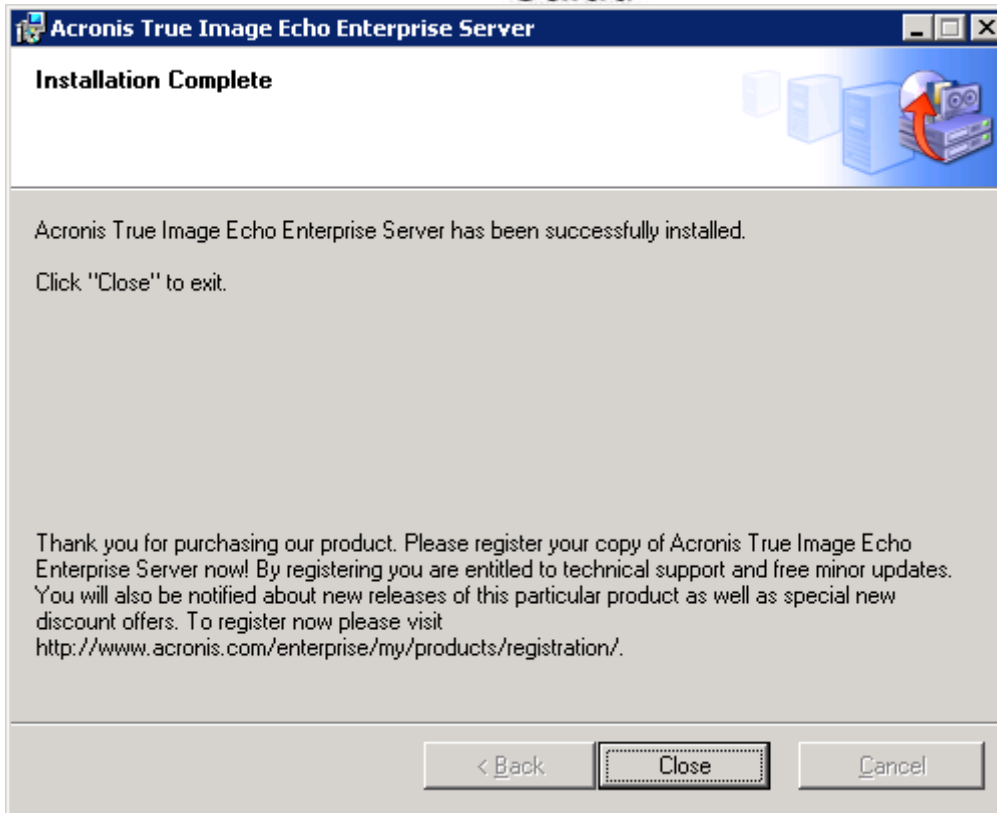 Acronis True Image Echo Enterprise Server
Installation Complete
Acronis True Image Echo Enterprise Server has been successfully installed.
Click "Close" to exit.
Thank you for purchasing our product. Please register your copy of Acronis True Image Echo
Enterprise Server now! By registering you are entitled to technical support and free minor updates.
You will also be notified about new releases of this particular product as well as special new
discount offers. To register now please visit
http://www.acronis.com/enterprise/my/products/registration/.
< Back
Close
Cancel